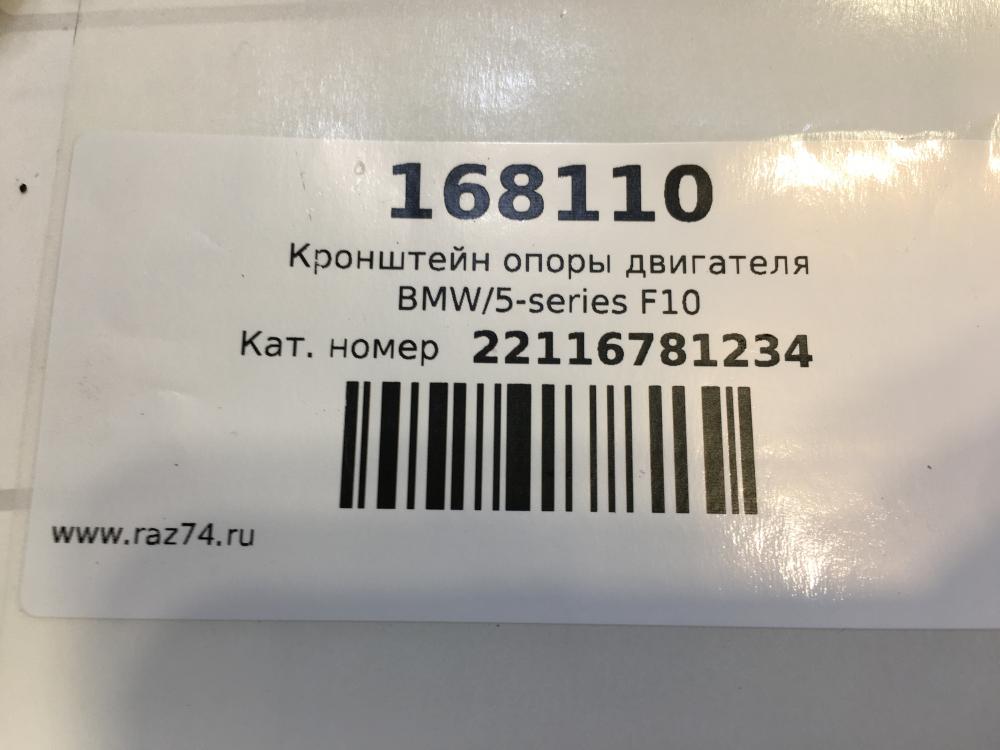 168110
Кронштейн опоры двигателя
BMW/5-series F10
Кат. номер 22116781234
www.raz74.ru